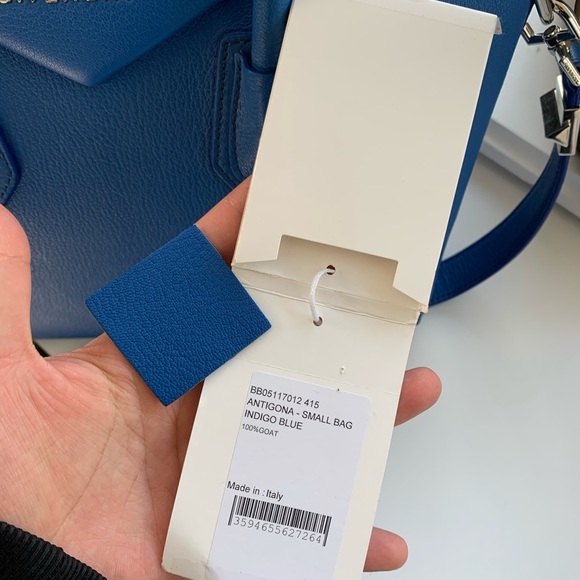 BB05117012 415
ANTIGONA - SMALL BAG
INDIGO BLUE
100%GOAT
Made in : Italy
3594655627264